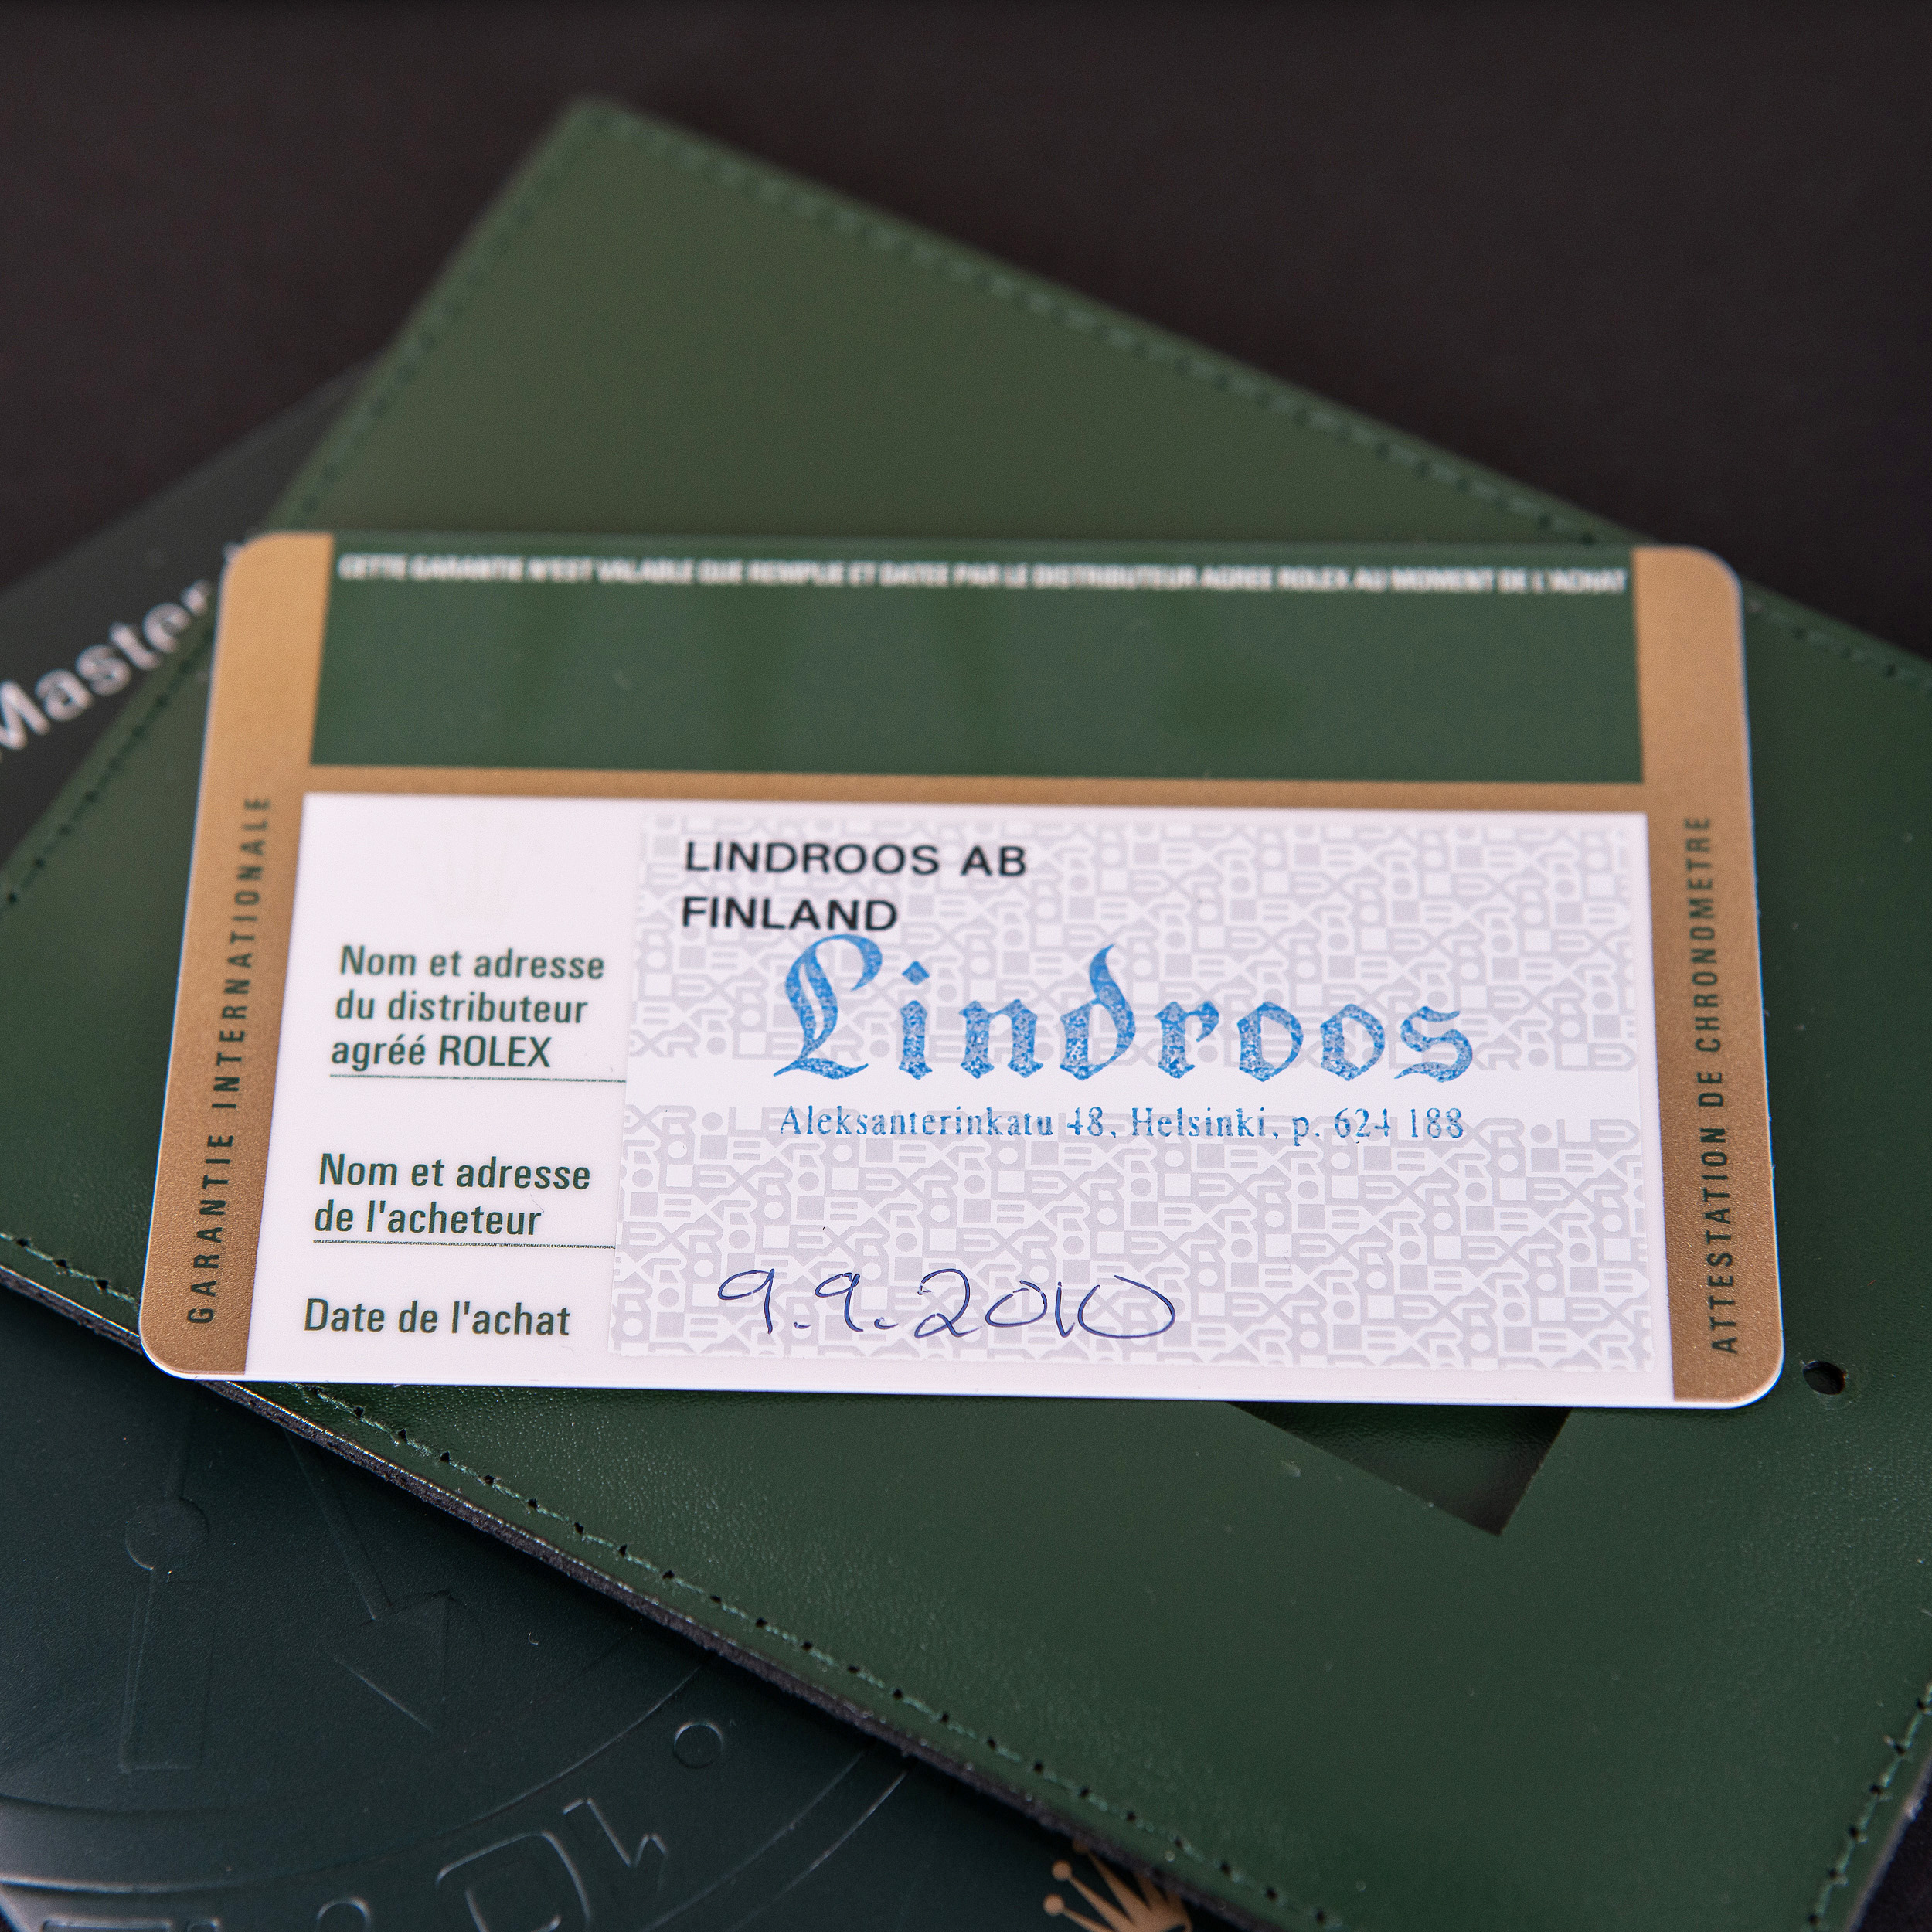 CETTE GARANTIE N'EST VALABLE QUE REMPLIE ET DATEE PAR LE DISTRIBUTEUR AGREE ROLEX AU MOMENT DE L'ACHAT
Master
GARANTIE INTERNATIONALE
LINDROOS AB
FINLAND
Nom et adresse
du distributeur
agréé ROLEX
Lindroos
Aleksanterinkatu 48, Helsinki, p. 624 188
Nom et adresse
de l'acheteur
Date de l'achat
9.9.2010
ATTESTATION DE CHRONOMETRE